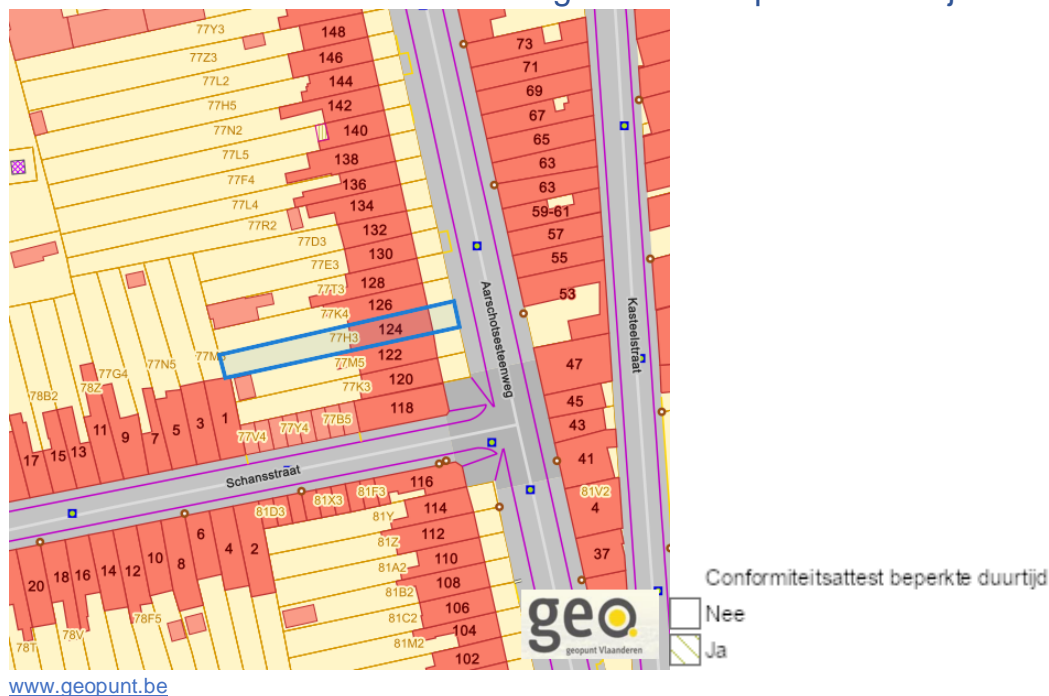 77Y3
148
77Z3
146
77L2
144
77H5
142
77N2
140
77L5
138
77F4
136
77L4
134
77R2
132
77D3
130
77E3
128
77T3
126
77K4
124
77H3
122
77M5
120
77K3
118
77B5
77Y4
77V4
73
71
69
67
65
63
63
59-61
57
55
53
47
45
43
41
81V2
4
37
Aarschotsesteenweg
Kasteelstraat
78B2
78Z
77G4
77N5
17
15
13
11
9
7
5
3
1
Schansstraat
81D3
81X3
81F3
116
81Y
114
81Z
112
81A2
110
81B2
108
81C2
106
81M2
104
102
20
18
16
14
12
10
8
6
4
2
78T
78V
78F5
geo
geopunt Vlaanderen
Conformiteitsattest beperkte duurtijd
Nee
Ja
www.geopunt.be